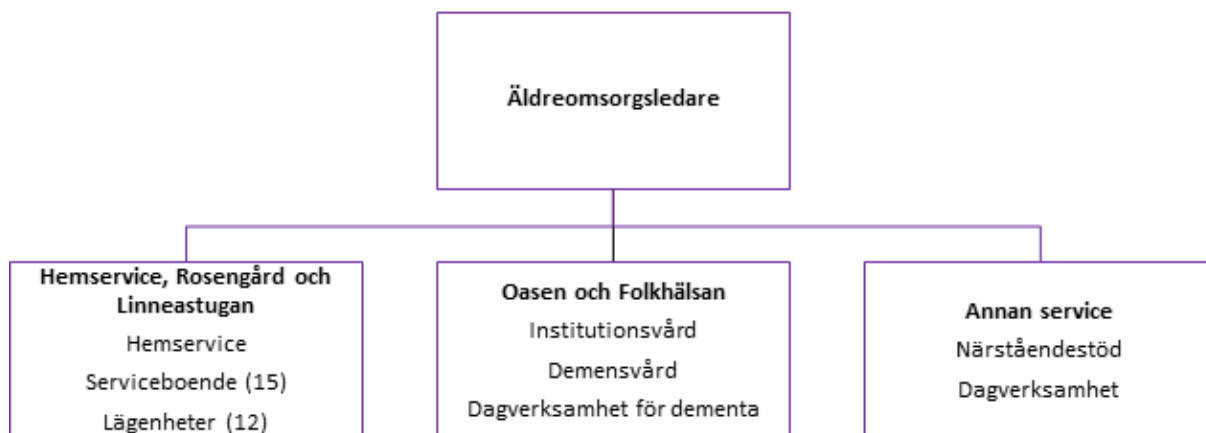 Äldreomsorgsledare
Hemservice, Rosengård och
Linneastugan
Hemservice
Serviceboende (15)
Lägenheter (12)
Oasen och Folkhälsan
Institutionsvård
Demensvård
Dagverksamhet för dementa
Annan service
Närståendestöd
Dagverksamhet